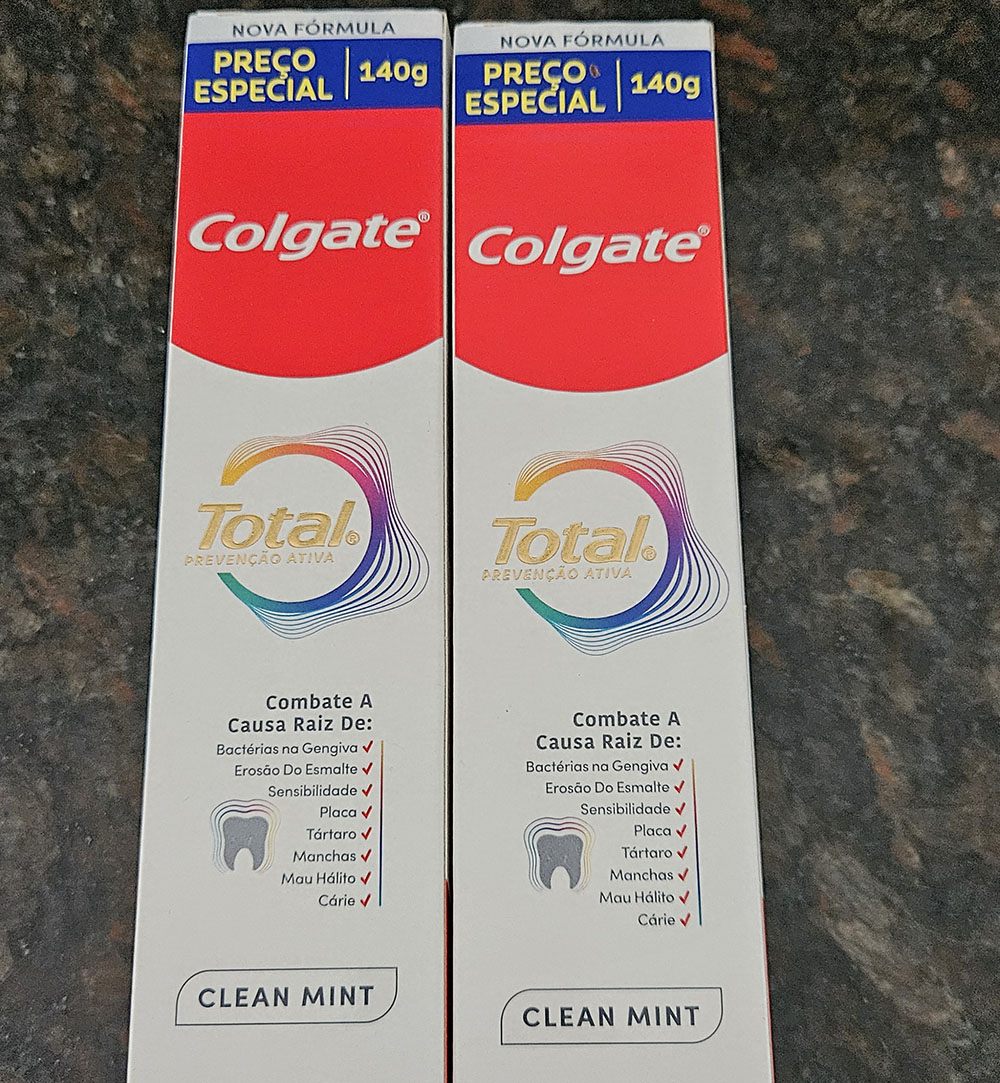 NOVA FÓRMULA
PREÇO
ESPECIAL
140g
Colgate®
Total®
PREVENÇÃO ATIVA
Combate A
Causa Raiz De:
Bactérias na Gengiva ✓
Erosão Do Esmalte ✓
Sensibilidade ✓
Placa ✓
Tártaro ✓
Manchas ✓
Mau Hálito ✓
Cárie ✓
CLEAN MINT
NOVA FÓRMULA
PREÇO
ESPECIAL
140g
Colgate®
Total®
PREVENÇÃO ATIVA
Combate A
Causa Raiz De:
Bactérias na Gengiva ✓
Erosão Do Esmalte ✓
Sensibilidade ✓
Placa ✓
Tártaro ✓
Manchas ✓
Mau Hálito ✓
Cárie ✓
CLEAN MINT